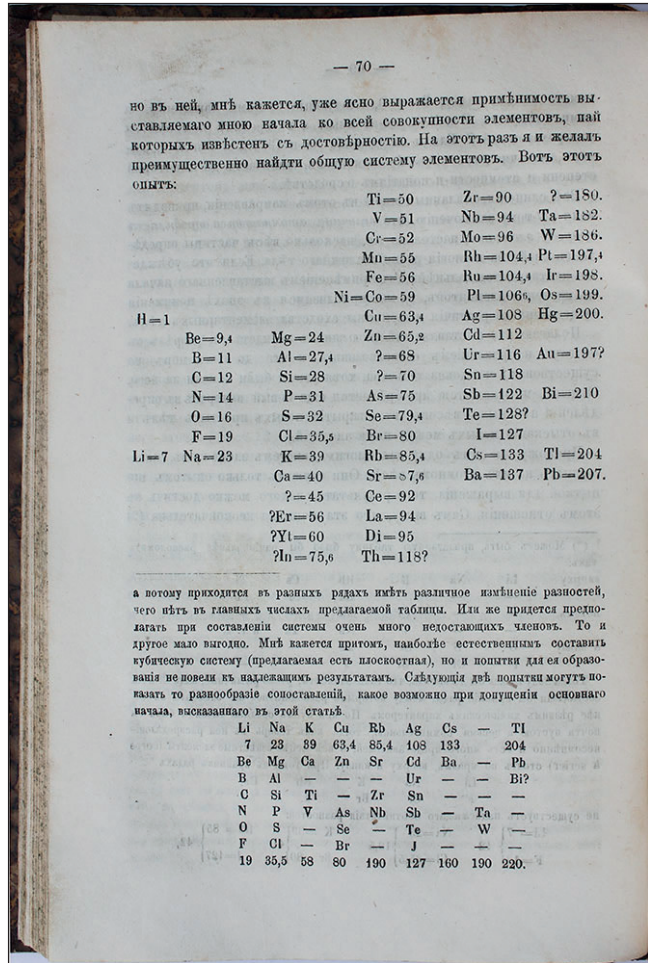 — 70 —
но въ ней, мнѣ кажется, уже ясно выражается примѣнимость вы-
ставляемаго мною начала ко всей совокупности элементовъ, пай
которыхъ извѣстенъ съ достовѣрностію. На этотъ разъ я и желалъ
преимущественно найдти общую систему элементовъ. Вотъ этотъ
опытъ:
Ti=50 Zr=90 ?=180.
V=51 Nb=94 Ta=182.
Cr=52 Mo=96 W=186.
Mn=55 Rh=104,4 Pt=197,4
Fe=56 Ru=104,4 Ir=198.
Ni=Co=59 Pl=106,6, Os=199.
H=1 Cu=63,4 Ag=108 Hg=200.
Be=9,4 Mg=24 Zn=65,2 Cd=112
B=11 Al=27,4 ?=68 Ur=116 Au=197?
C=12 Si=28 ?=70 Sn=118
N=14 P=31 As=75 Sb=122 Bi=210
O=16 S=32 Se=79,4 Te=128?
F=19 Cl=35,5 Br=80 I=127
Li=7 Na=23 K=39 Rb=85,4 Cs=133 Tl=204
Ca=40 Sr=87,6 Ba=137 Pb=207.
?=45 Ce=92
?Er=56 La=94
?Yt=60 Di=95
?In=75,6 Th=118?
а потому приходится въ разныхъ рядахъ имѣть различное измѣненіе разностей,
чего нѣтъ въ главныхъ числахъ предлагаемой таблицы. Или же придется предпо-
лагать при составленіи системы очень много недостающихъ членовъ. То и
другое мало выгодно. Мнѣ кажется притомъ, наиболѣе естественнымъ составить
кубическую систему (предлагаемая есть плоскостная), но и попытки для ея образо-
ванія не повели къ надлежащимъ результатамъ. Слѣдующія двѣ попытки могутъ по-
казать то разнообразіе сопоставленій, какое возможно при допущеніи основнаго
начала, высказаннаго въ этой статьѣ.
Li Na K Cu Rb Ag Cs — Tl
7 23 39 63,4 85,4 108 133 204
Be Mg Ca Zn Sr Cd Ba — Pb
B Al — — — Ur — — Bi?
C Si Ti — Zr Sn — — —
N P V As Nb Sb — Ta —
O S — Se — Te — W —
F Cl — Br — J — — —
19 35,5 58 80 190 127 160 190 220.